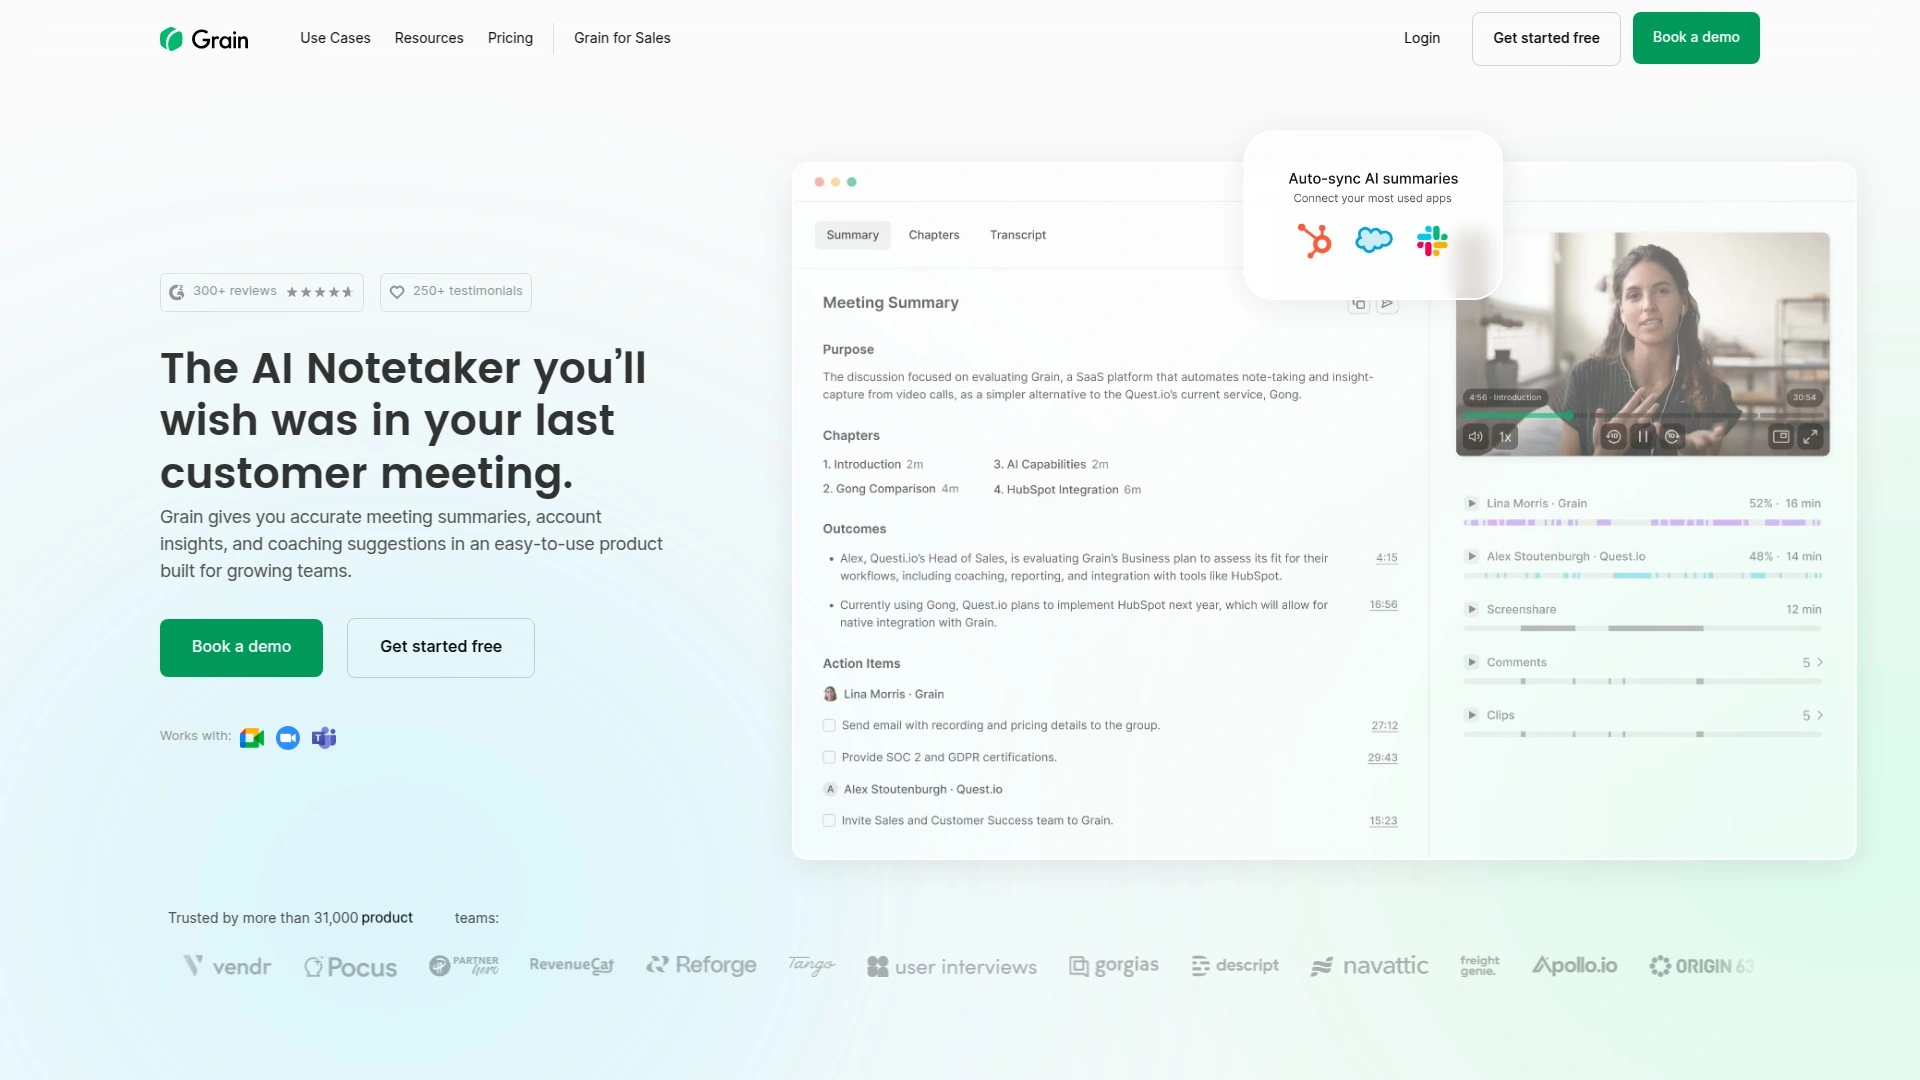 Grain
Use Cases
Resources
Pricing
Grain for Sales
Login
Get started free
Book a demo
300+ reviews
250+ testimonials
The AI Notetaker you'll
wish was in your last
customer meeting.
Grain gives you accurate meeting summaries, account
insights, and coaching suggestions in an easy-to-use product
built for growing teams.
Book a demo
Get started free
Works with:
Auto-sync AI summaries
Connect your most used apps
Summary
Chapters
Transcript
Meeting Summary
Purpose
The discussion focused on evaluating Grain, a SaaS platform that automates note-taking and insight-
capture from video calls, as a simpler alternative to the Quest.io's current service, Gong.
Chapters
1. Introduction 2m
3. AI Capabilities 2m
2. Gong Comparison 4m
4. HubSpot Integration 6m
Outcomes
• Alex, Questi.io's Head of Sales, is evaluating Grain's Business plan to assess its fit for their 4:15
workflows, including coaching, reporting, and integration with tools like HubSpot.
• Currently using Gong, Quest.io plans to implement HubSpot next year, which will allow for 16:56
native integration with Grain.
Action Items
Lina Morris · Grain
Send email with recording and pricing details to the group. 27:12
Provide SOC 2 and GDPR certifications. 29:43
A Alex Stoutenburgh · Quest.io
Invite Sales and Customer Success team to Grain. 15:23
4:56 · Introduction
30:54
1x
10
10
Lina Morris · Grain 52% · 16 min
Alex Stoutenburgh · Quest.io 48% · 14 min
Screenshare 12 min
Comments 5
Clips 5
Trusted by more than 31,000 product teams:
vendr
Pocus
PARTNER
hero
RevenueCat
Reforge
Tango
user interviews
gorgias
descript
navattic
freight
genie.
Apollo.io
ORIGIN 63